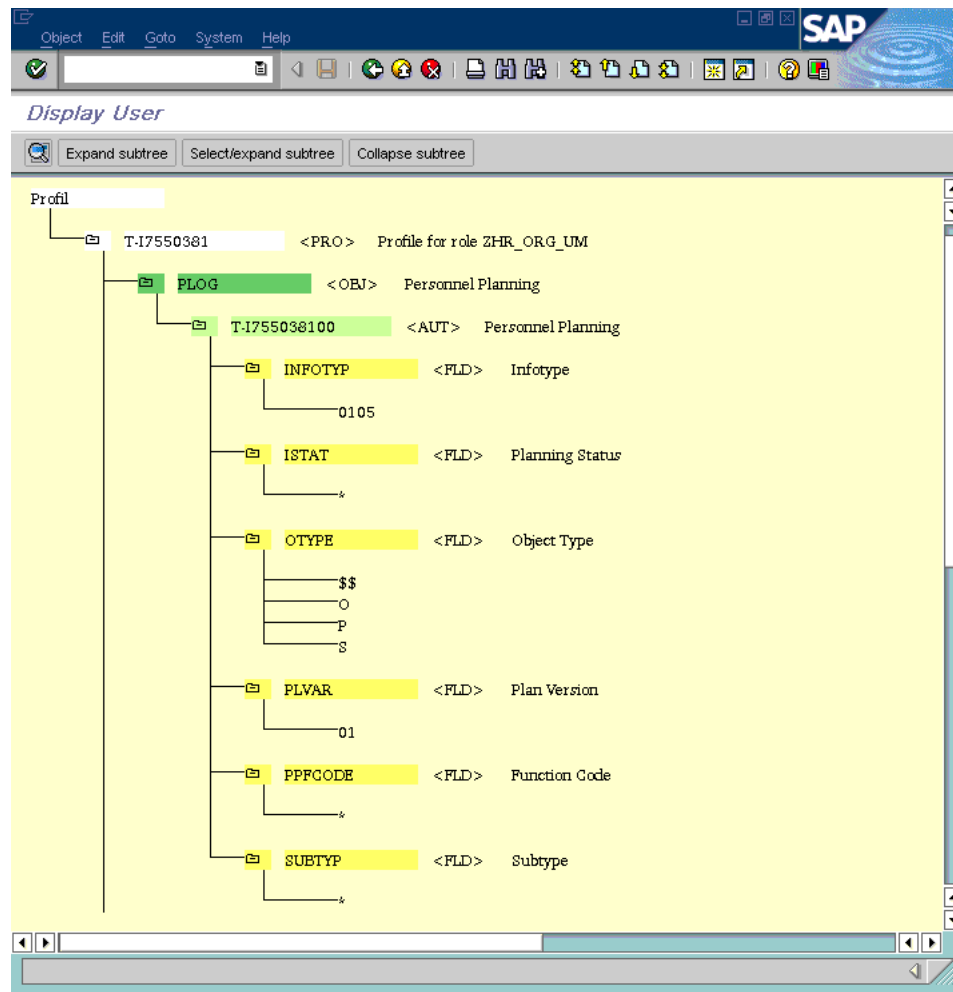 Object Edit Goto System Help
SAP
Display User
Expand subtree Select/expand subtree Collapse subtree
Profil
T-I7550381 <PRO> Profile for role ZHR_ORG_UM
PLOG <OBJ> Personnel Planning
T-I755038100 <AUT> Personnel Planning
INFOTYP <FLD> Infotype
0105
ISTAT <FLD> Planning Status
*
OTYPE <FLD> Object Type
$$
O
P
S
PLVAR <FLD> Plan Version
01
PPFCODE <FLD> Function Code
*
SUBTYP <FLD> Subtype
*